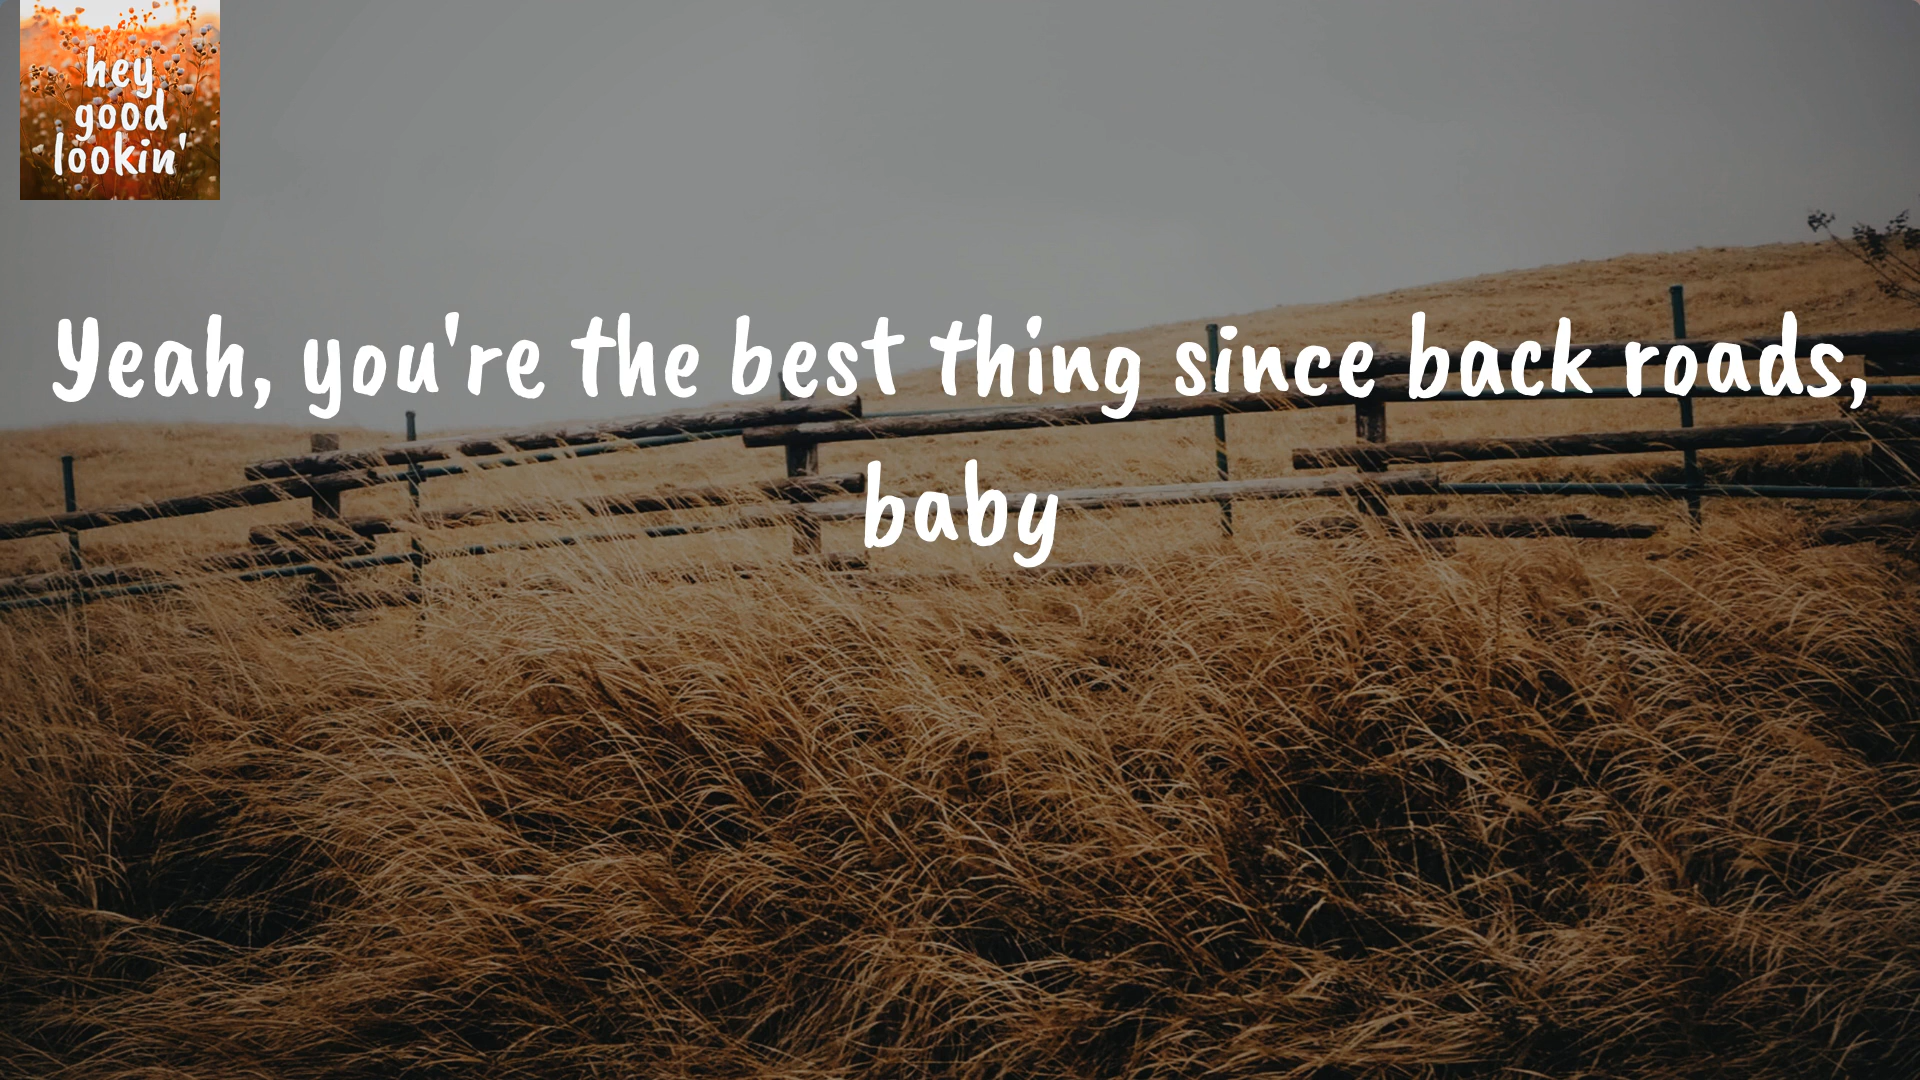 hey
good
lookin'
Yeah, you're the best thing since back roads,
baby